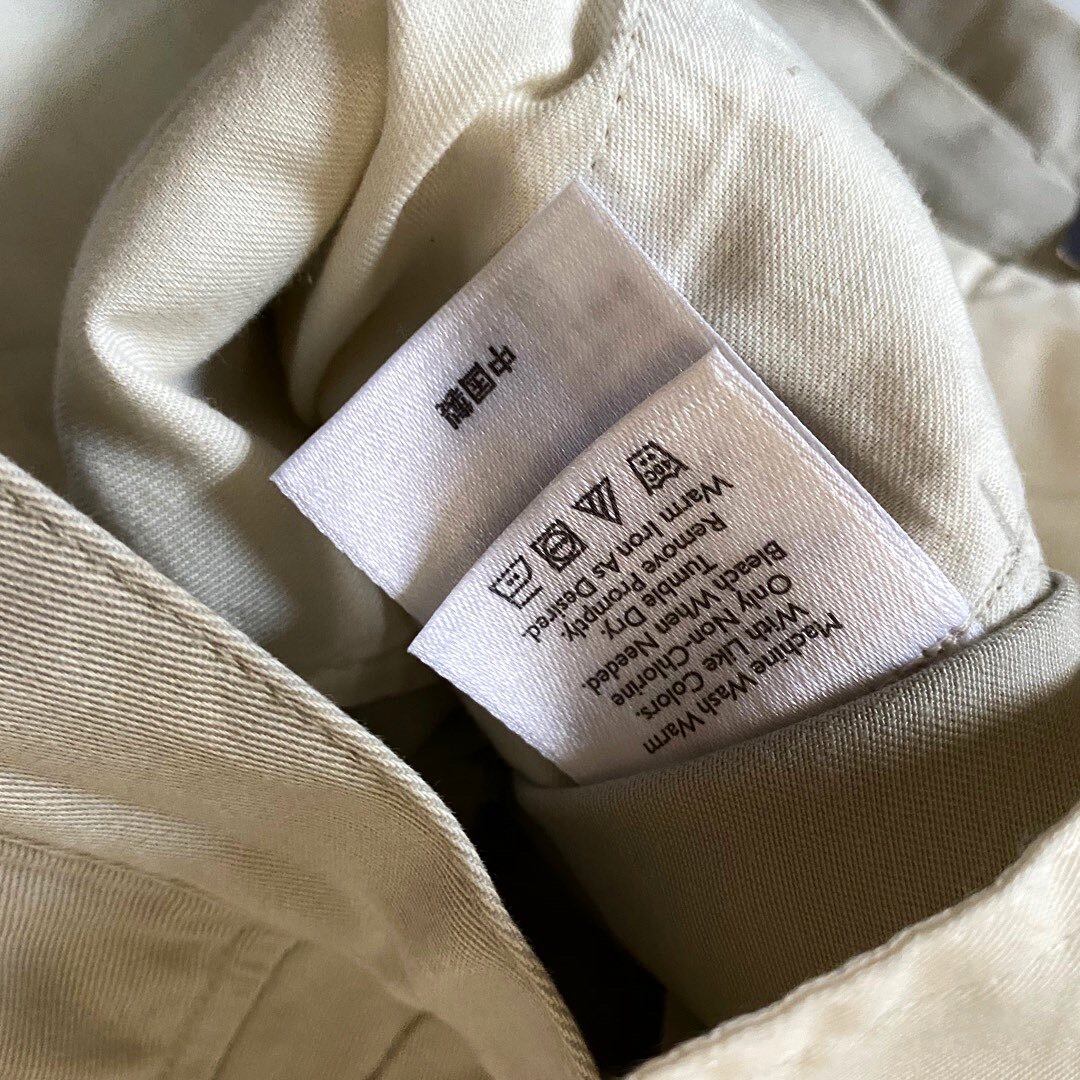 中国製
Machine Wash Warm
With Like Colors.
Only Non-Chlorine
Bleach When Needed.
Tumble Dry.
Remove Promptly.
Warm Iron As Desired.
ABC